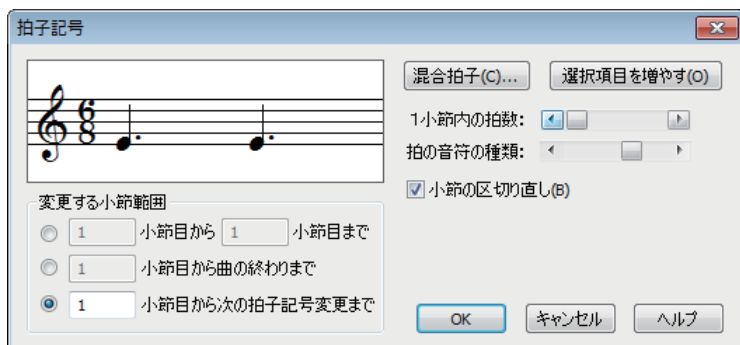 拍子記号
6
8
混合拍子(C)... 選択項目を増やす(O)
1小節内の拍数:
拍の音符の種類:
小節の区切り直し(B)
変更する小節範囲
1 小節目から 1 小節目まで
1 小節目から曲の終わりまで
1 小節目から次の拍子記号変更まで
OK キャンセル ヘルプ